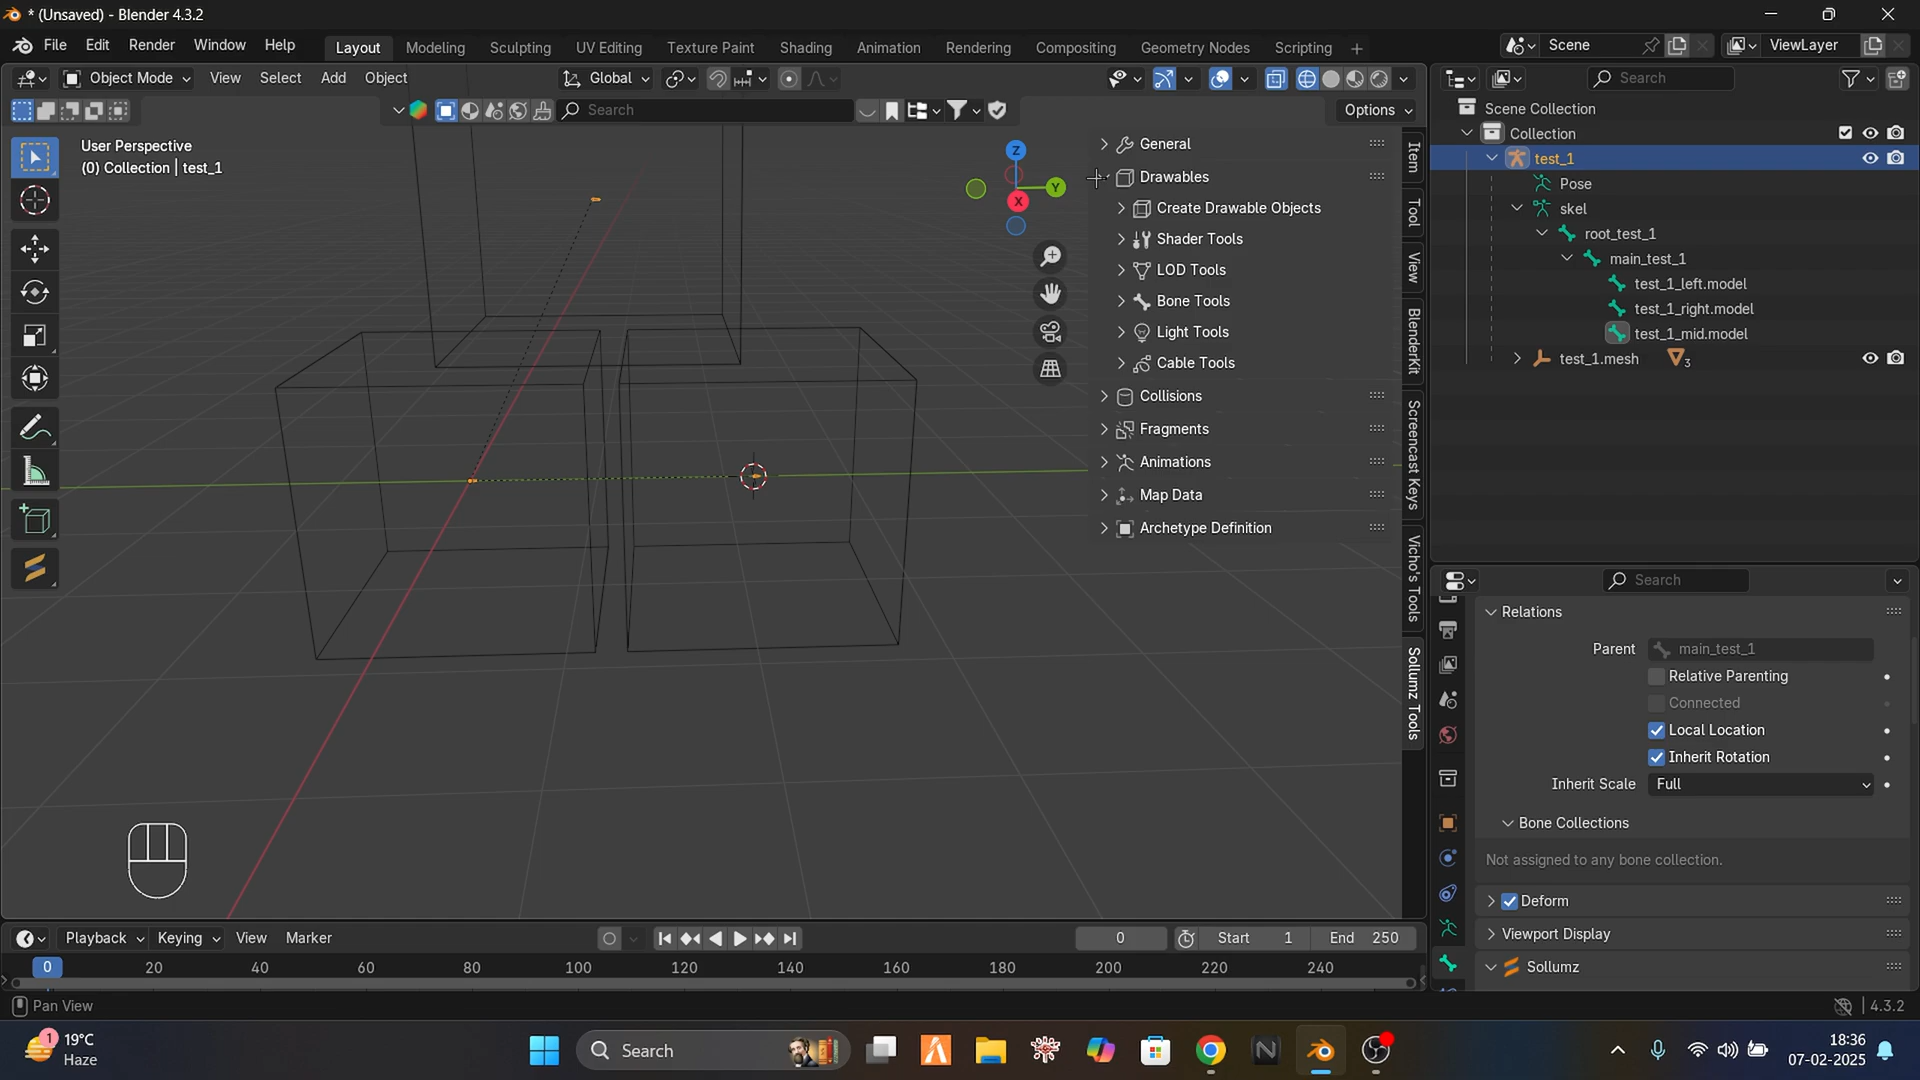 * (Unsaved) - Blender 4.3.2
File Edit Render Window Help Layout Modeling Sculpting UV Editing Texture Paint Shading Animation Rendering Compositing Geometry Nodes Scripting + Scene ViewLayer
Object Mode View Select Add Object Global Search
Search Options
User Perspective
(0) Collection | test_1
Z
Y
X
General
Drawables
Create Drawable Objects
Shader Tools
LOD Tools
Bone Tools
Light Tools
Cable Tools
Collisions
Fragments
Animations
Map Data
Archetype Definition
Item
Tool
View
BlenderKit
Screencast Keys
Vicho's Tools
Sollumz Tools
Scene Collection
Collection
test_1
Pose
skel
root_test_1
main_test_1
test_1_left.model
test_1_right.model
test_1_mid.model
test_1.mesh 3
Search
Relations
Parent main_test_1
Relative Parenting
Connected
Local Location
Inherit Rotation
Inherit Scale Full
Bone Collections
Not assigned to any bone collection.
Deform
Viewport Display
Sollumz
Playback Keying View Marker 0 Start 1 End 250
0 20 40 60 80 100 120 140 160 180 200 220 240
Pan View 4.3.2
1
19°C
Haze
Search
18:36
07-02-2025